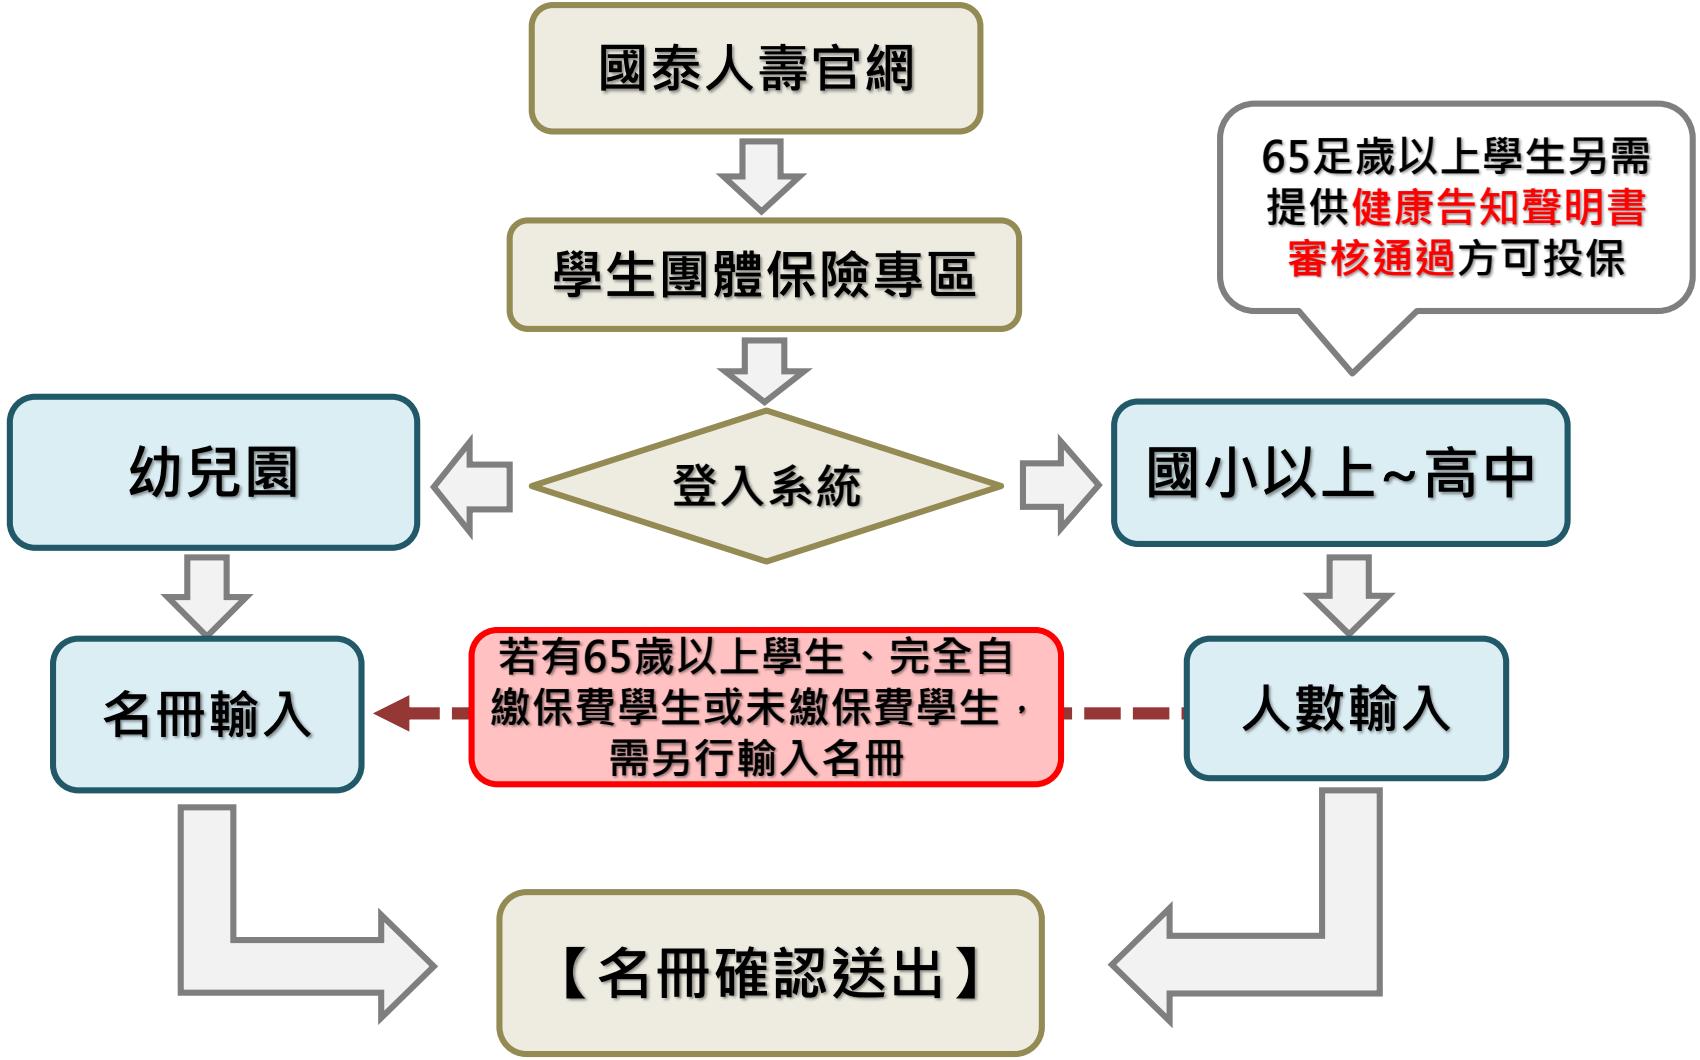 國泰人壽官網
65足歲以上學生另需
提供健康告知聲明書
審核通過方可投保
學生團體保險專區
幼兒園
登入系統
國小以上~高中
名冊輸入
若有65歲以上學生、完全自
繳保費學生或未繳保費學生，
需另行輸入名冊
人數輸入
【名冊確認送出】